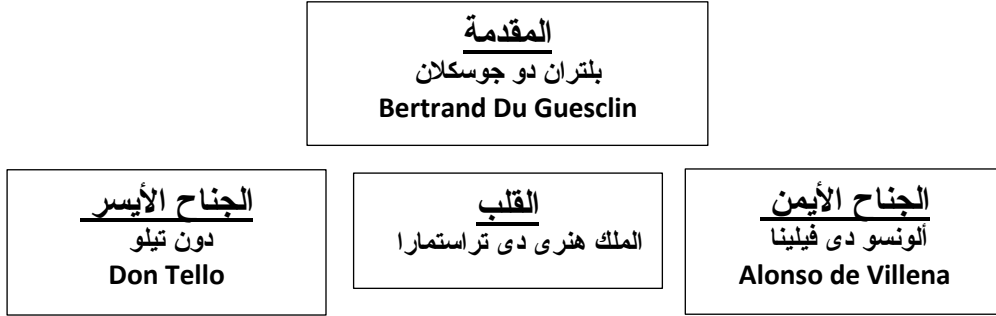 المقدمة
بلتران دو جوسكلان
Bertrand Du Guesclin
الجناح الأيمن
ألونسو دى فيلينا
Alonso de Villena
القلب
الملك هنرى دى تراستمارا
الجناح الأيسر
دون تيلو
Don Tello